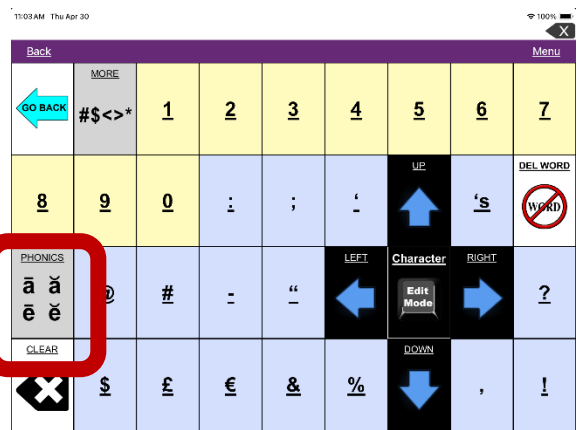 11:03 AM Thu Apr 30 100%
X
Back Menu
GO BACK
MORE
#$<>*
1 2 3 4 5 6 7
8 9 0 : ; ‘
UP
‘s
DEL WORD
WORD
PHONICS
ā ă
ē ĕ
@ # - “
LEFT
Character
Edit
Mode
RIGHT
?
CLEAR
$ £ € & %
DOWN
, !